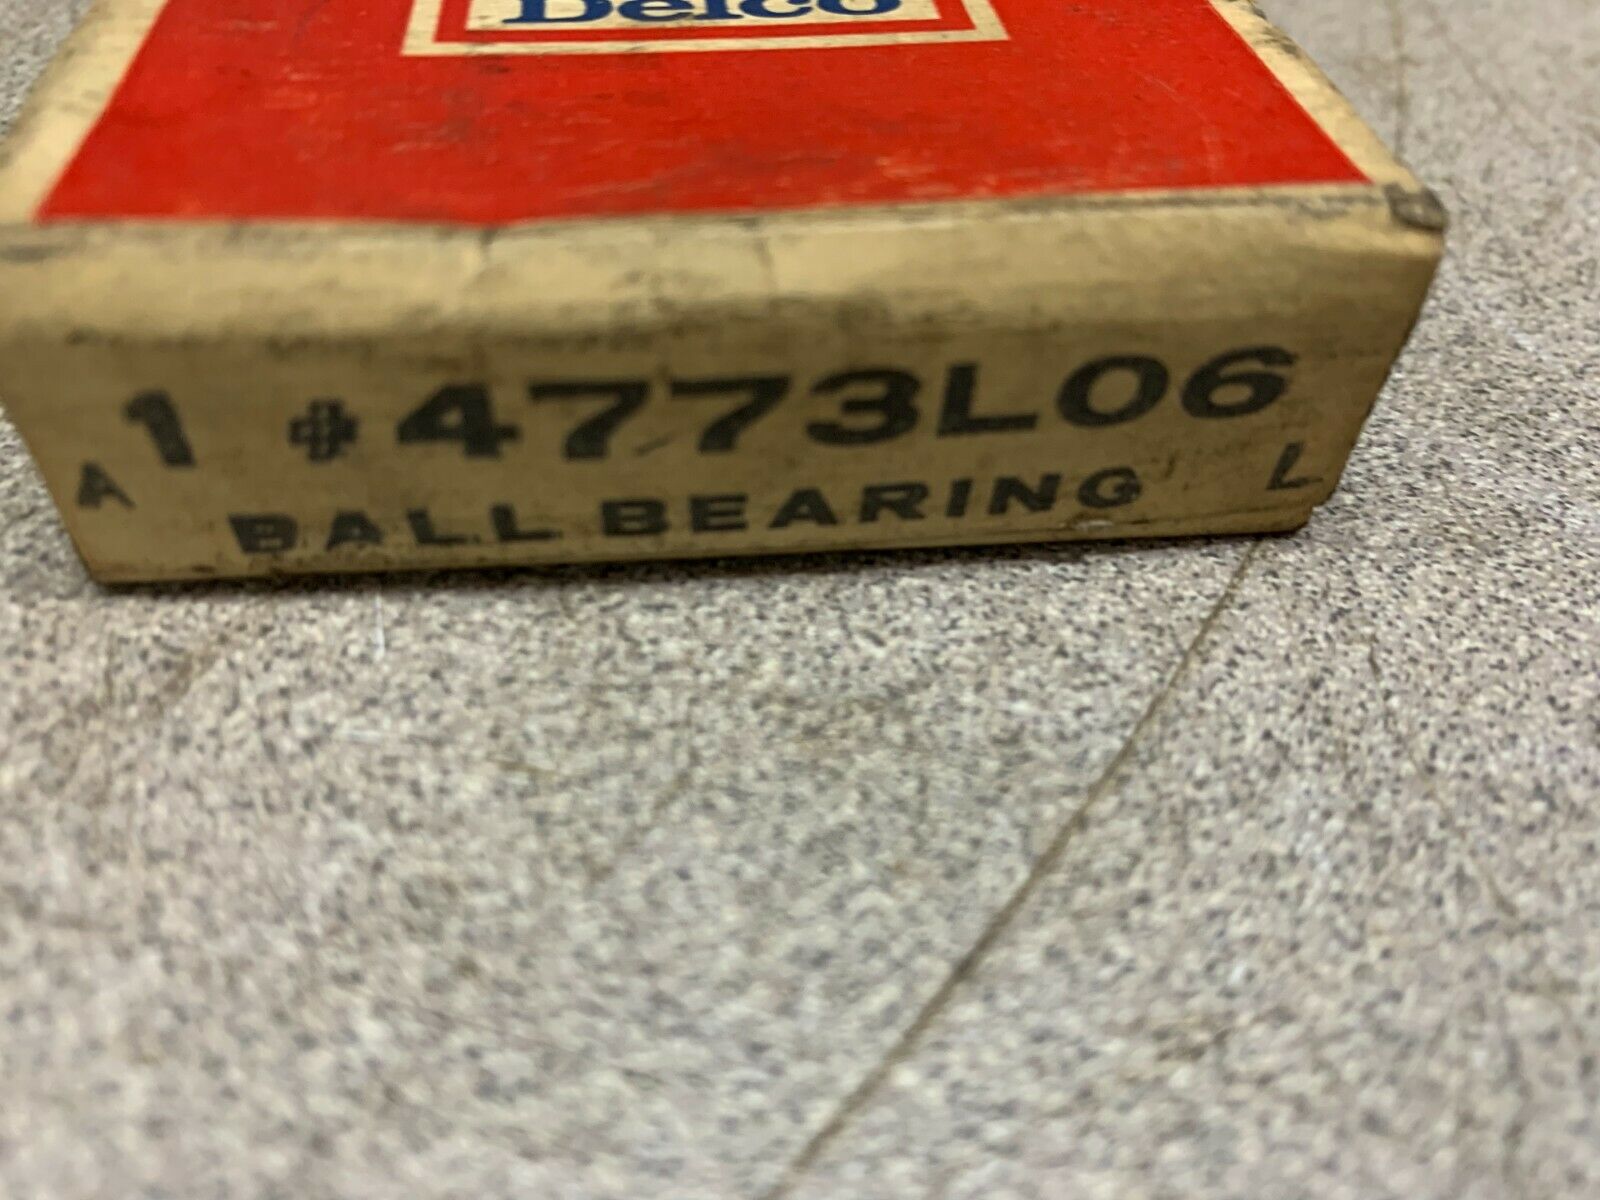 Delco
1 #4773L06
A BALL BEARING L